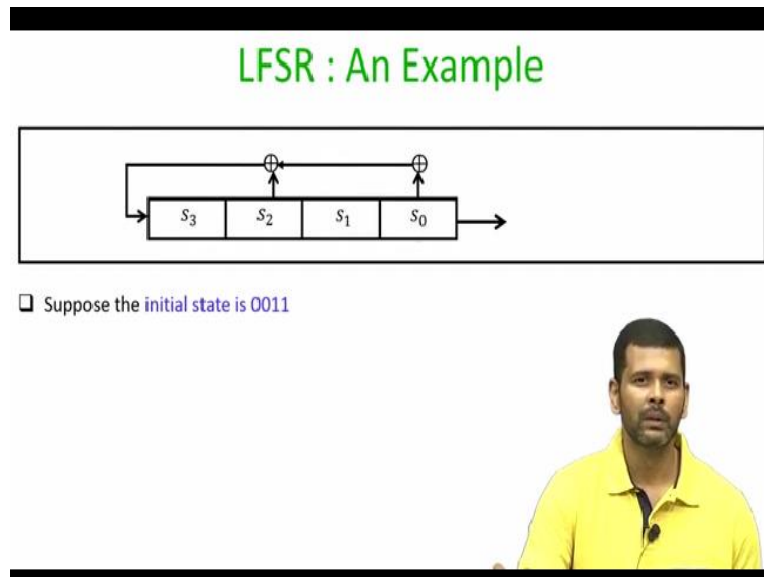 LFSR : An Example
s₃ s₂ s₁ s₀
❑ Suppose the initial state is 0011